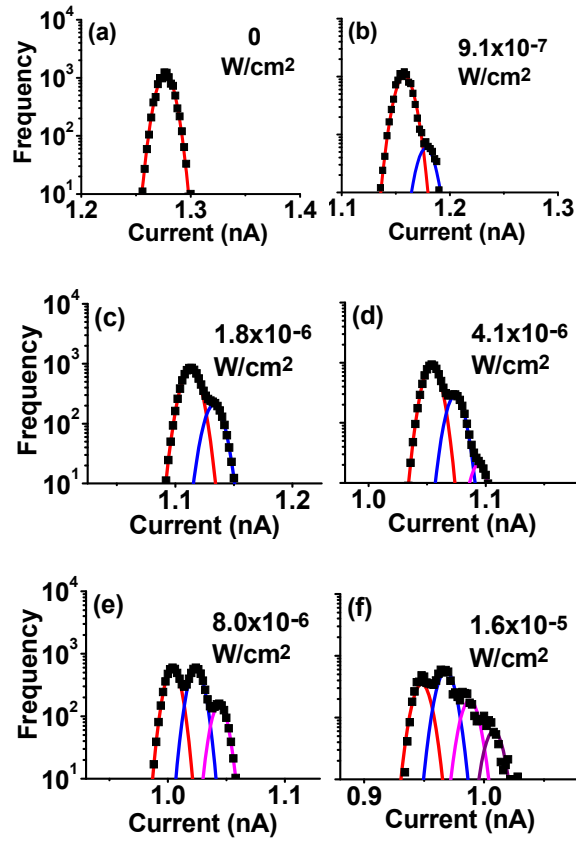 (a)
0
W/cm2
Frequency
10^4
10^3
10^2
10^1
1.2
1.3
1.4
Current (nA)
(b)
9.1x10-7
W/cm2
1.1
1.2
1.3
Current (nA)
(c)
1.8x10-6
W/cm2
Frequency
10^4
10^3
10^2
10^1
1.1
1.2
Current (nA)
(d)
4.1x10-6
W/cm2
1.0
1.1
Current (nA)
(e)
8.0x10-6
W/cm2
Frequency
10^4
10^3
10^2
10^1
1.0
1.1
Current (nA)
(f)
1.6x10-5
W/cm2
0.9
1.0
Current (nA)